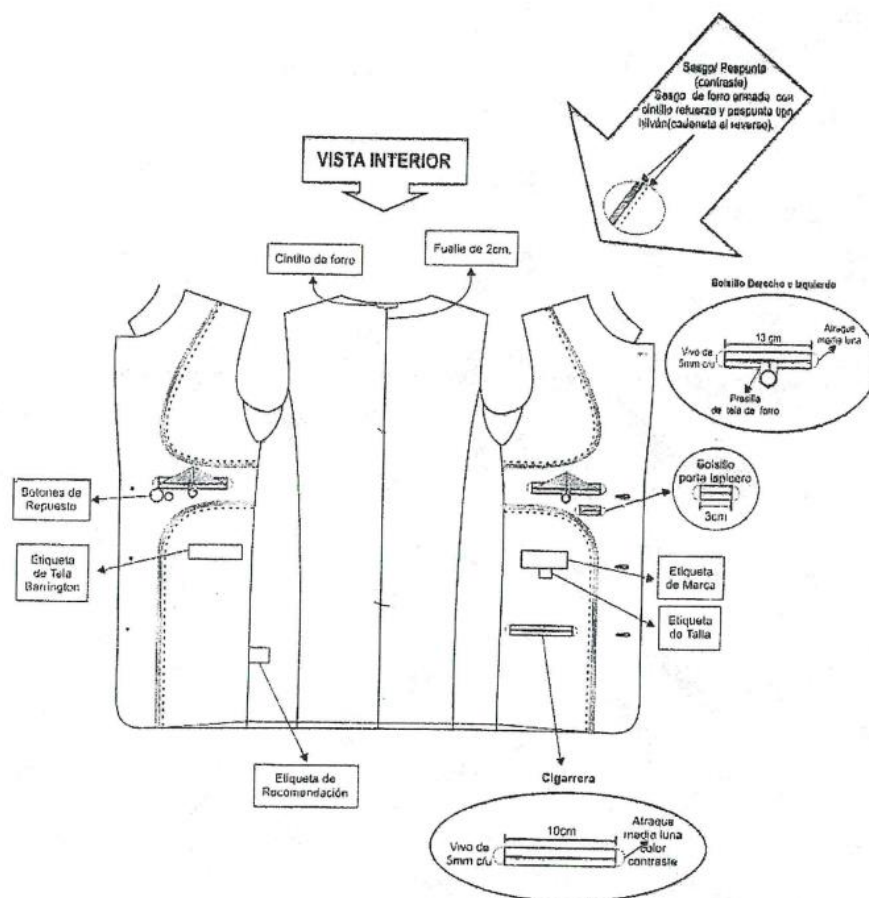 Sesgo/ Pespunte
(contraste)
Sesgo de forro armado con
cintillo refuerzo y pespunte tipo
hilván(cadeneta al reverso).
VISTA INTERIOR
Cintillo de forro
Fuelle de 2cm.
Bolsillo Derecho e Izquierdo
13 cm
Atraque
media luna
Vivo de
5mm c/u
Presilla
de tela de forro
Bolsillo
porta lapicero
3cm
Botones de
Repuesto
Etiqueta
de Tela
Barrington
Etiqueta
de Marca
Etiqueta
de Talla
Etiqueta de
Recomendación
Cigarrera
10cm
Atraque
media luna
color
contraste
Vivo de
5mm c/u